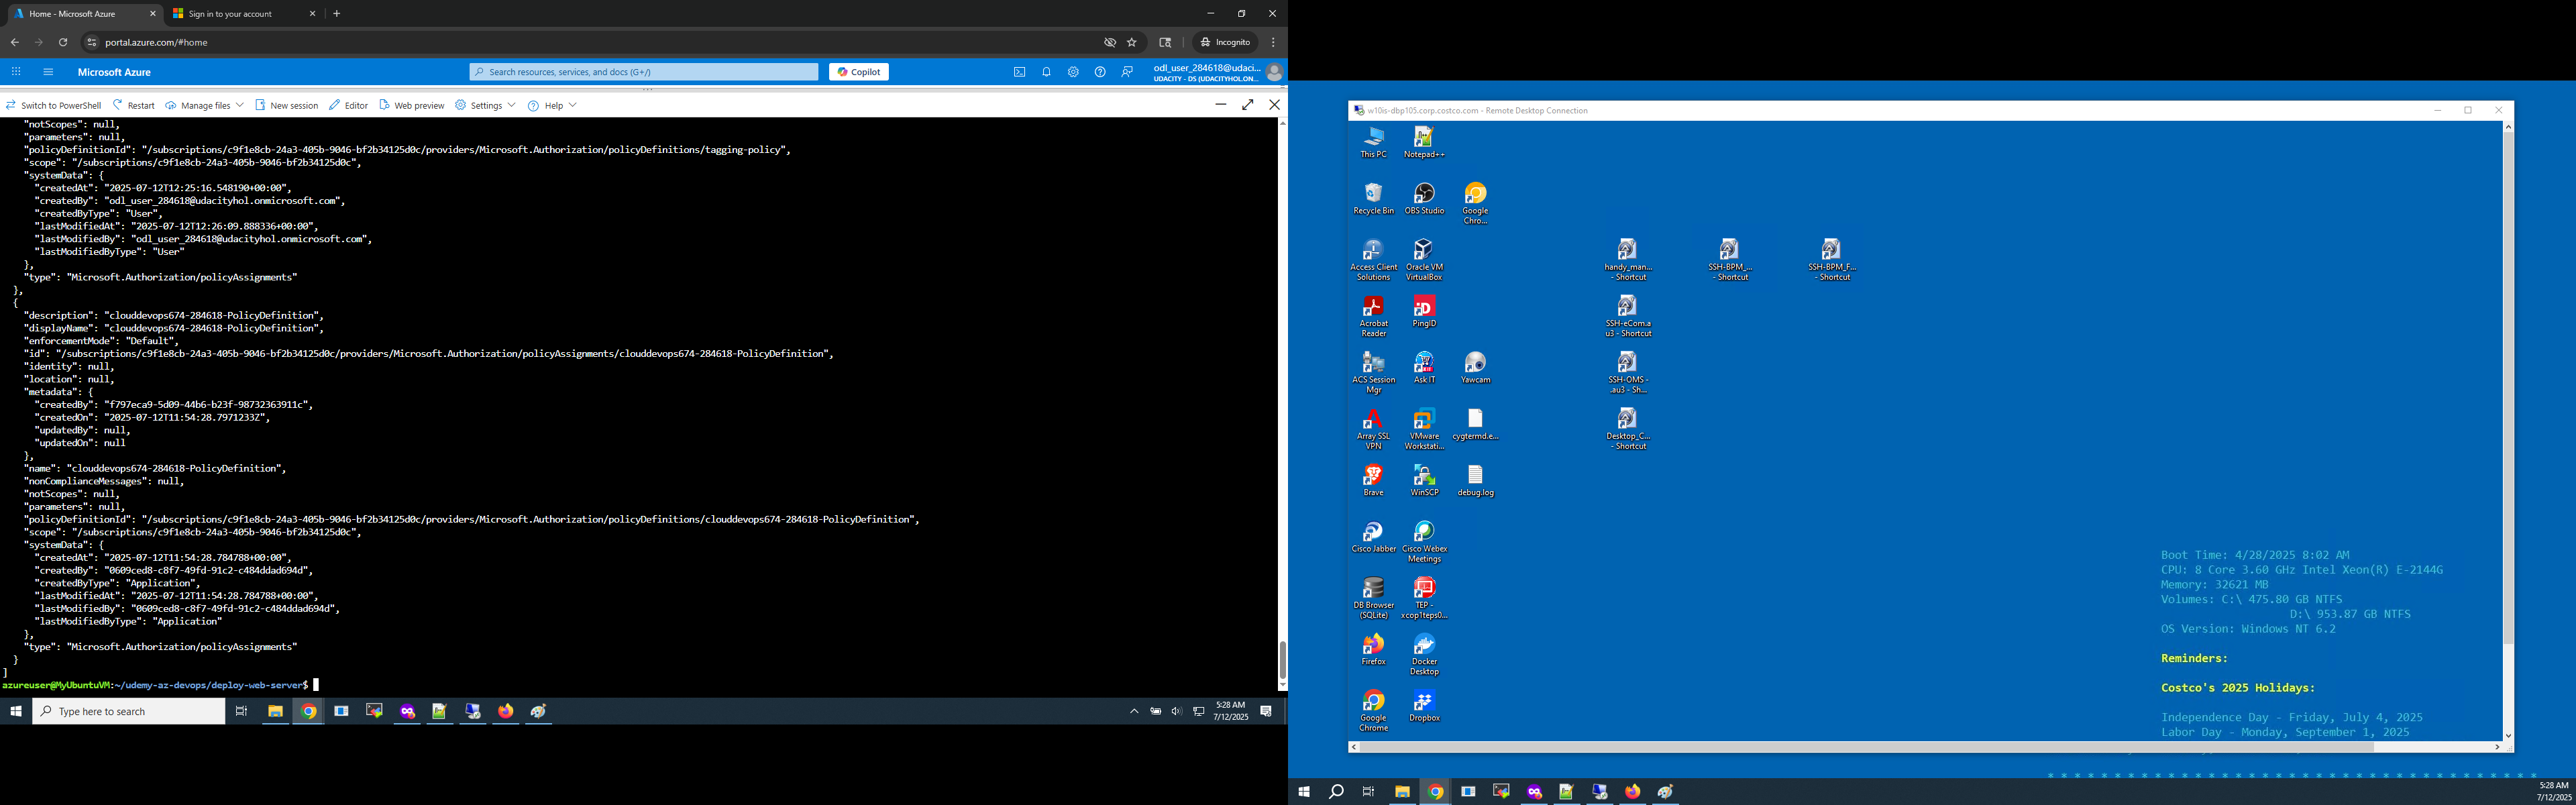 Home - Microsoft Azure
Sign in to your account
portal.azure.com/#home
Incognito
Microsoft Azure
Search resources, services, and docs (G+/)
Copilot
odl_user_284618@udaci...
UDACITY - DS (UDACITYHOL.ON...
Switch to PowerShell
Restart
Manage files
New session
Editor
Web preview
Settings
Help
"notScopes": null,
"parameters": null,
"policyDefinitionId": "/subscriptions/c9f1e8cb-24a3-405b-9046-bf2b34125d0c/providers/Microsoft.Authorization/policyDefinitions/tagging-policy",
"scope": "/subscriptions/c9f1e8cb-24a3-405b-9046-bf2b34125d0c",
"systemData": {
"createdAt": "2025-07-12T12:25:16.548190+00:00",
"createdBy": "odl_user_284618@udacityhol.onmicrosoft.com",
"createdByType": "User",
"lastModifiedAt": "2025-07-12T12:26:09.888336+00:00",
"lastModifiedBy": "odl_user_284618@udacityhol.onmicrosoft.com",
"lastModifiedByType": "User"
},
"type": "Microsoft.Authorization/policyAssignments"
},
{
"description": "clouddevops674-284618-PolicyDefinition",
"displayName": "clouddevops674-284618-PolicyDefinition",
"enforcementMode": "Default",
"id": "/subscriptions/c9f1e8cb-24a3-405b-9046-bf2b34125d0c/providers/Microsoft.Authorization/policyAssignments/clouddevops674-284618-PolicyDefinition",
"identity": null,
"location": null,
"metadata": {
"createdBy": "f797eca9-5d09-44b6-b23f-98732363911c",
"createdOn": "2025-07-12T11:54:28.7971233Z",
"updatedBy": null,
"updatedOn": null
},
"name": "clouddevops674-284618-PolicyDefinition",
"nonComplianceMessages": null,
"notScopes": null,
"parameters": null,
"policyDefinitionId": "/subscriptions/c9f1e8cb-24a3-405b-9046-bf2b34125d0c/providers/Microsoft.Authorization/policyDefinitions/clouddevops674-284618-PolicyDefinition",
"scope": "/subscriptions/c9f1e8cb-24a3-405b-9046-bf2b34125d0c",
"systemData": {
"createdAt": "2025-07-12T11:54:28.784788+00:00",
"createdBy": "0609ced8-c8f7-49fd-91c2-c484ddad694d",
"createdByType": "Application",
"lastModifiedAt": "2025-07-12T11:54:28.784788+00:00",
"lastModifiedBy": "0609ced8-c8f7-49fd-91c2-c484ddad694d",
"lastModifiedByType": "Application"
},
"type": "Microsoft.Authorization/policyAssignments"
}
]
azureuser@MyUbuntuVM:~/udemy-az-devops/deploy-web-server$
Type here to search
5:28 AM
7/12/2025
w10is-dbp105.corp.costco.com - Remote Desktop Connection
This PC
Notepad++
Recycle Bin
OBS Studio
Google
Chro...
Access Client
Solutions
Oracle VM
VirtualBox
handy_man...
- Shortcut
SSH-BPM_...
- Shortcut
SSH-BPM_F...
- Shortcut
Acrobat
Reader
PingID
SSH-eCom.a
u3 - Shortcut
ACS Session
Mgr
Ask IT
Yawcam
SSH-OMS -
.au3 - Sh...
Array SSL
VPN
VMware
Workstati...
cygtermd.e...
Desktop_C...
- Shortcut
Brave
WinSCP
debug.log
Cisco Jabber
Cisco Webex
Meetings
DB Browser
(SQLite)
TEP -
xcop1teps0...
Firefox
Docker
Desktop
Google
Chrome
Dropbox
Boot Time: 4/28/2025 8:02 AM
CPU: 8 Core 3.60 GHz Intel Xeon(R) E-2144G
Memory: 32621 MB
Volumes: C:\ 475.80 GB NTFS
D:\ 953.87 GB NTFS
OS Version: Windows NT 6.2
Reminders:
Costco's 2025 Holidays:
Independence Day - Friday, July 4, 2025
Labor Day - Monday, September 1, 2025
5:28 AM
7/12/2025